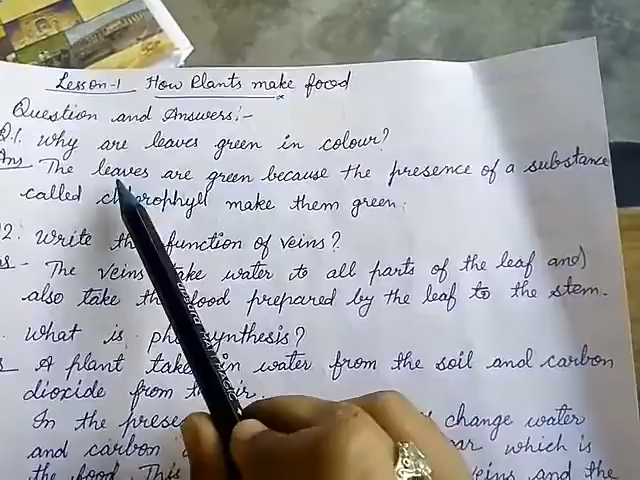 Lesson-1 How Plants make food
Question and Answers:-
Q.1. Why are leaves green in colour?
Ans The leaves are green because the presence of a substance
called chlorophyll make them green.
2. Write the function of veins?
s - The veins take water to all parts of the leaf and
also take the food prepared by the leaf to the stem.
What is photosynthesis?
s A plant take in water from the soil and carbon
dioxide from the air.
In the change water
and carbon which is
the food. This and the